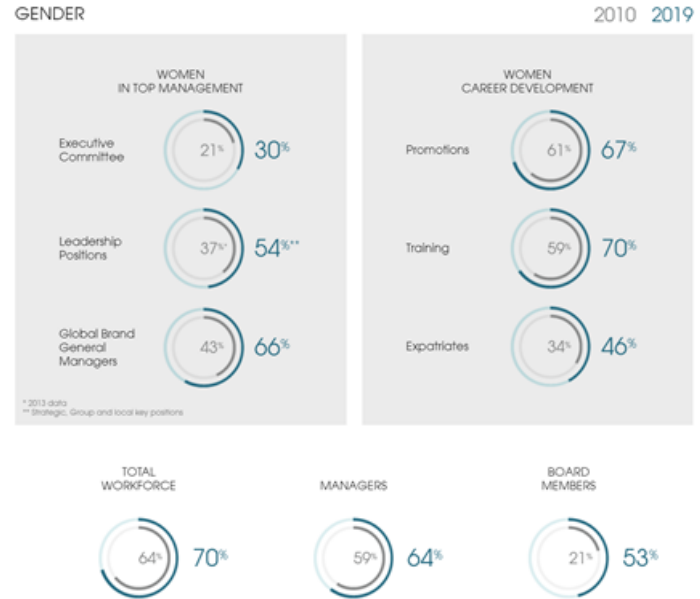 GENDER
2010 2019
WOMEN
IN TOP MANAGEMENT
Executive
Committee
21% 30%
Leadership
Positions
37%* 54%**
Global Brand
General
Managers
43% 66%
* 2013 data
** Strategic, Group and local key positions
WOMEN
CAREER DEVELOPMENT
Promotions
61% 67%
Training
59% 70%
Expatriates
34% 46%
TOTAL
WORKFORCE
64% 70%
MANAGERS
59% 64%
BOARD
MEMBERS
21% 53%